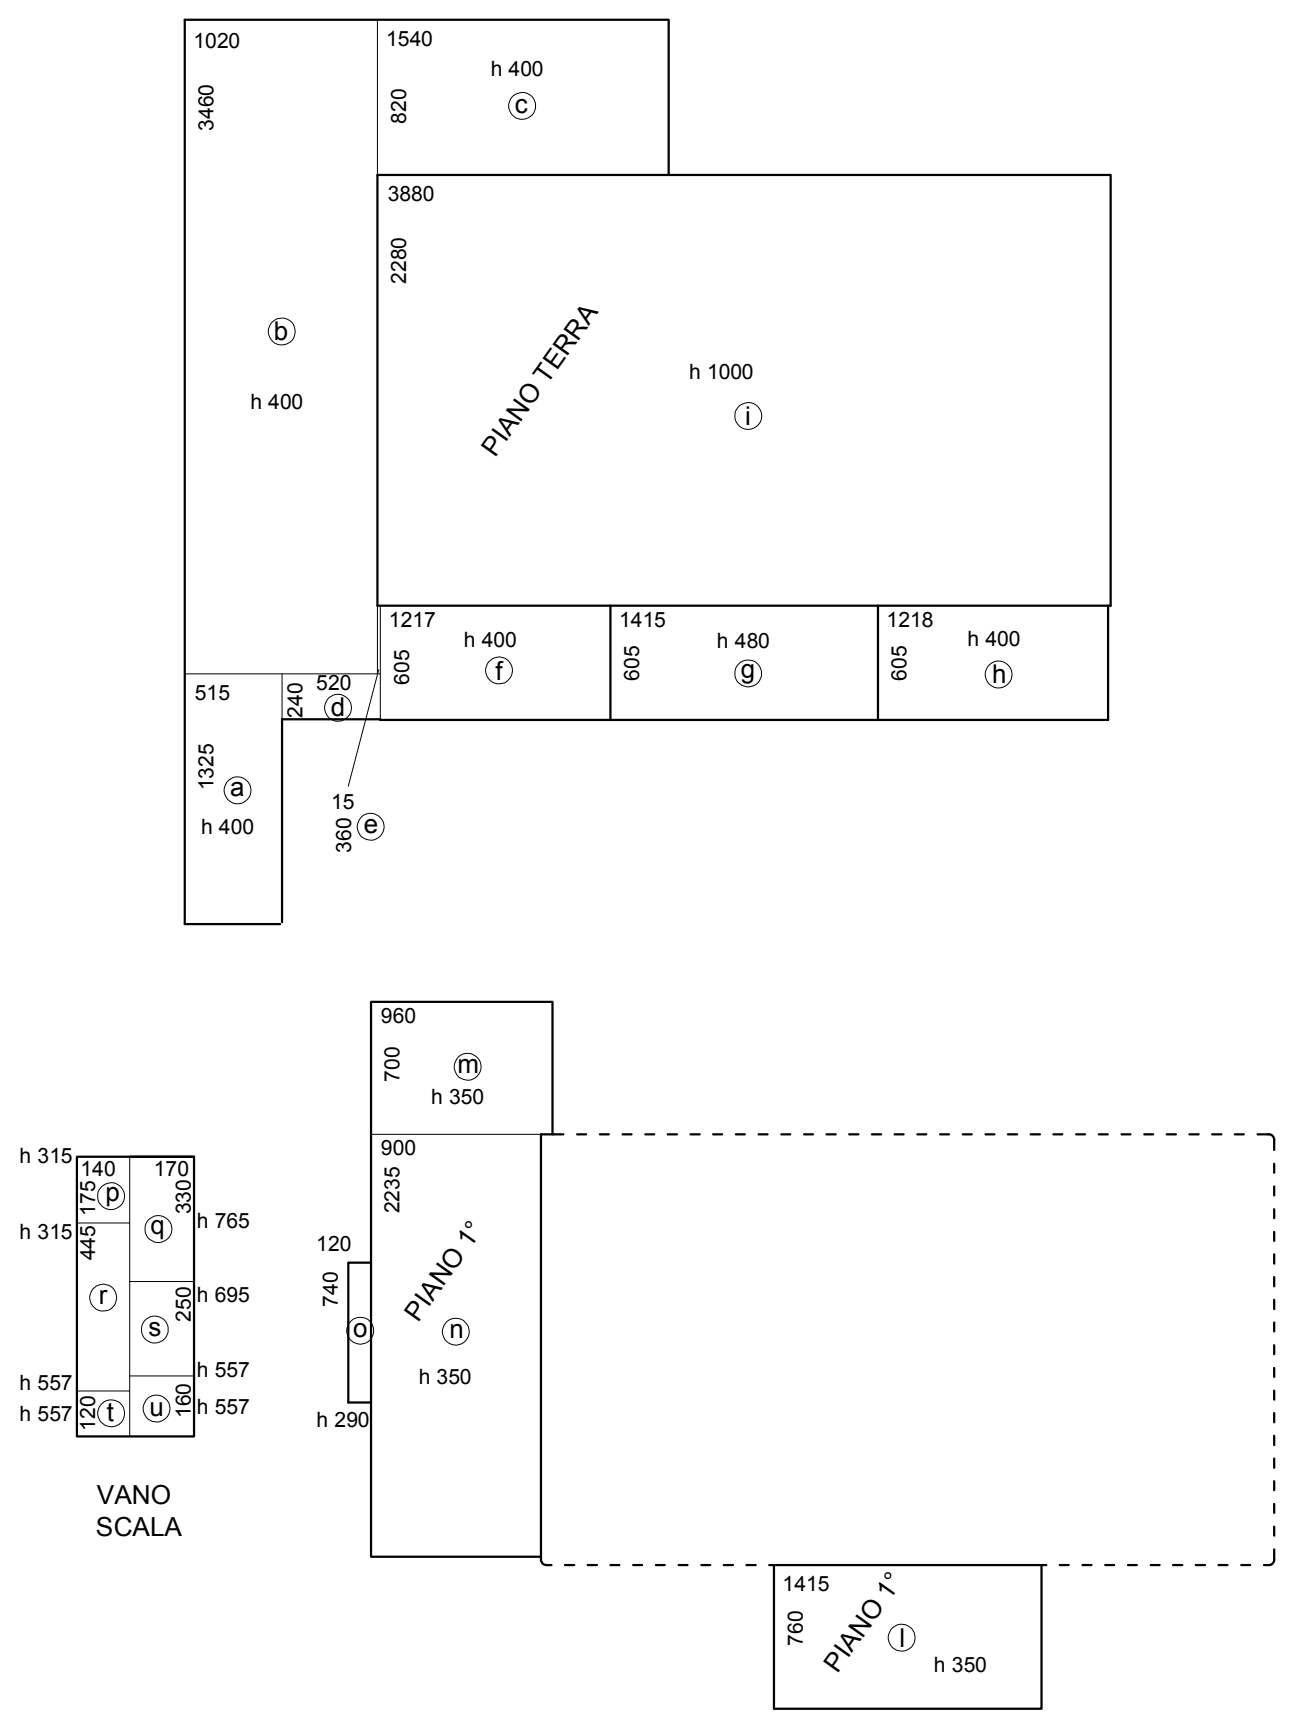 1020
3460
b
h 400
1540
h 400
820
c
3880
2280
PIANO TERRA
h 1000
i
1217
h 400
605
f
1415
h 480
605
g
1218
h 400
605
h
515
1325
a
h 400
520
240
d
15
360
e
960
700
m
h 350
900
2235
PIANO 1°
n
h 350
120
740
o
h 290
h 315
140
170
175
p
330
q
h 765
h 315
445
r
h 695
250
s
h 557
h 557
h 557
120
t
u
160
h 557
VANO
SCALA
1415
760
PIANO 1°
l
h 350